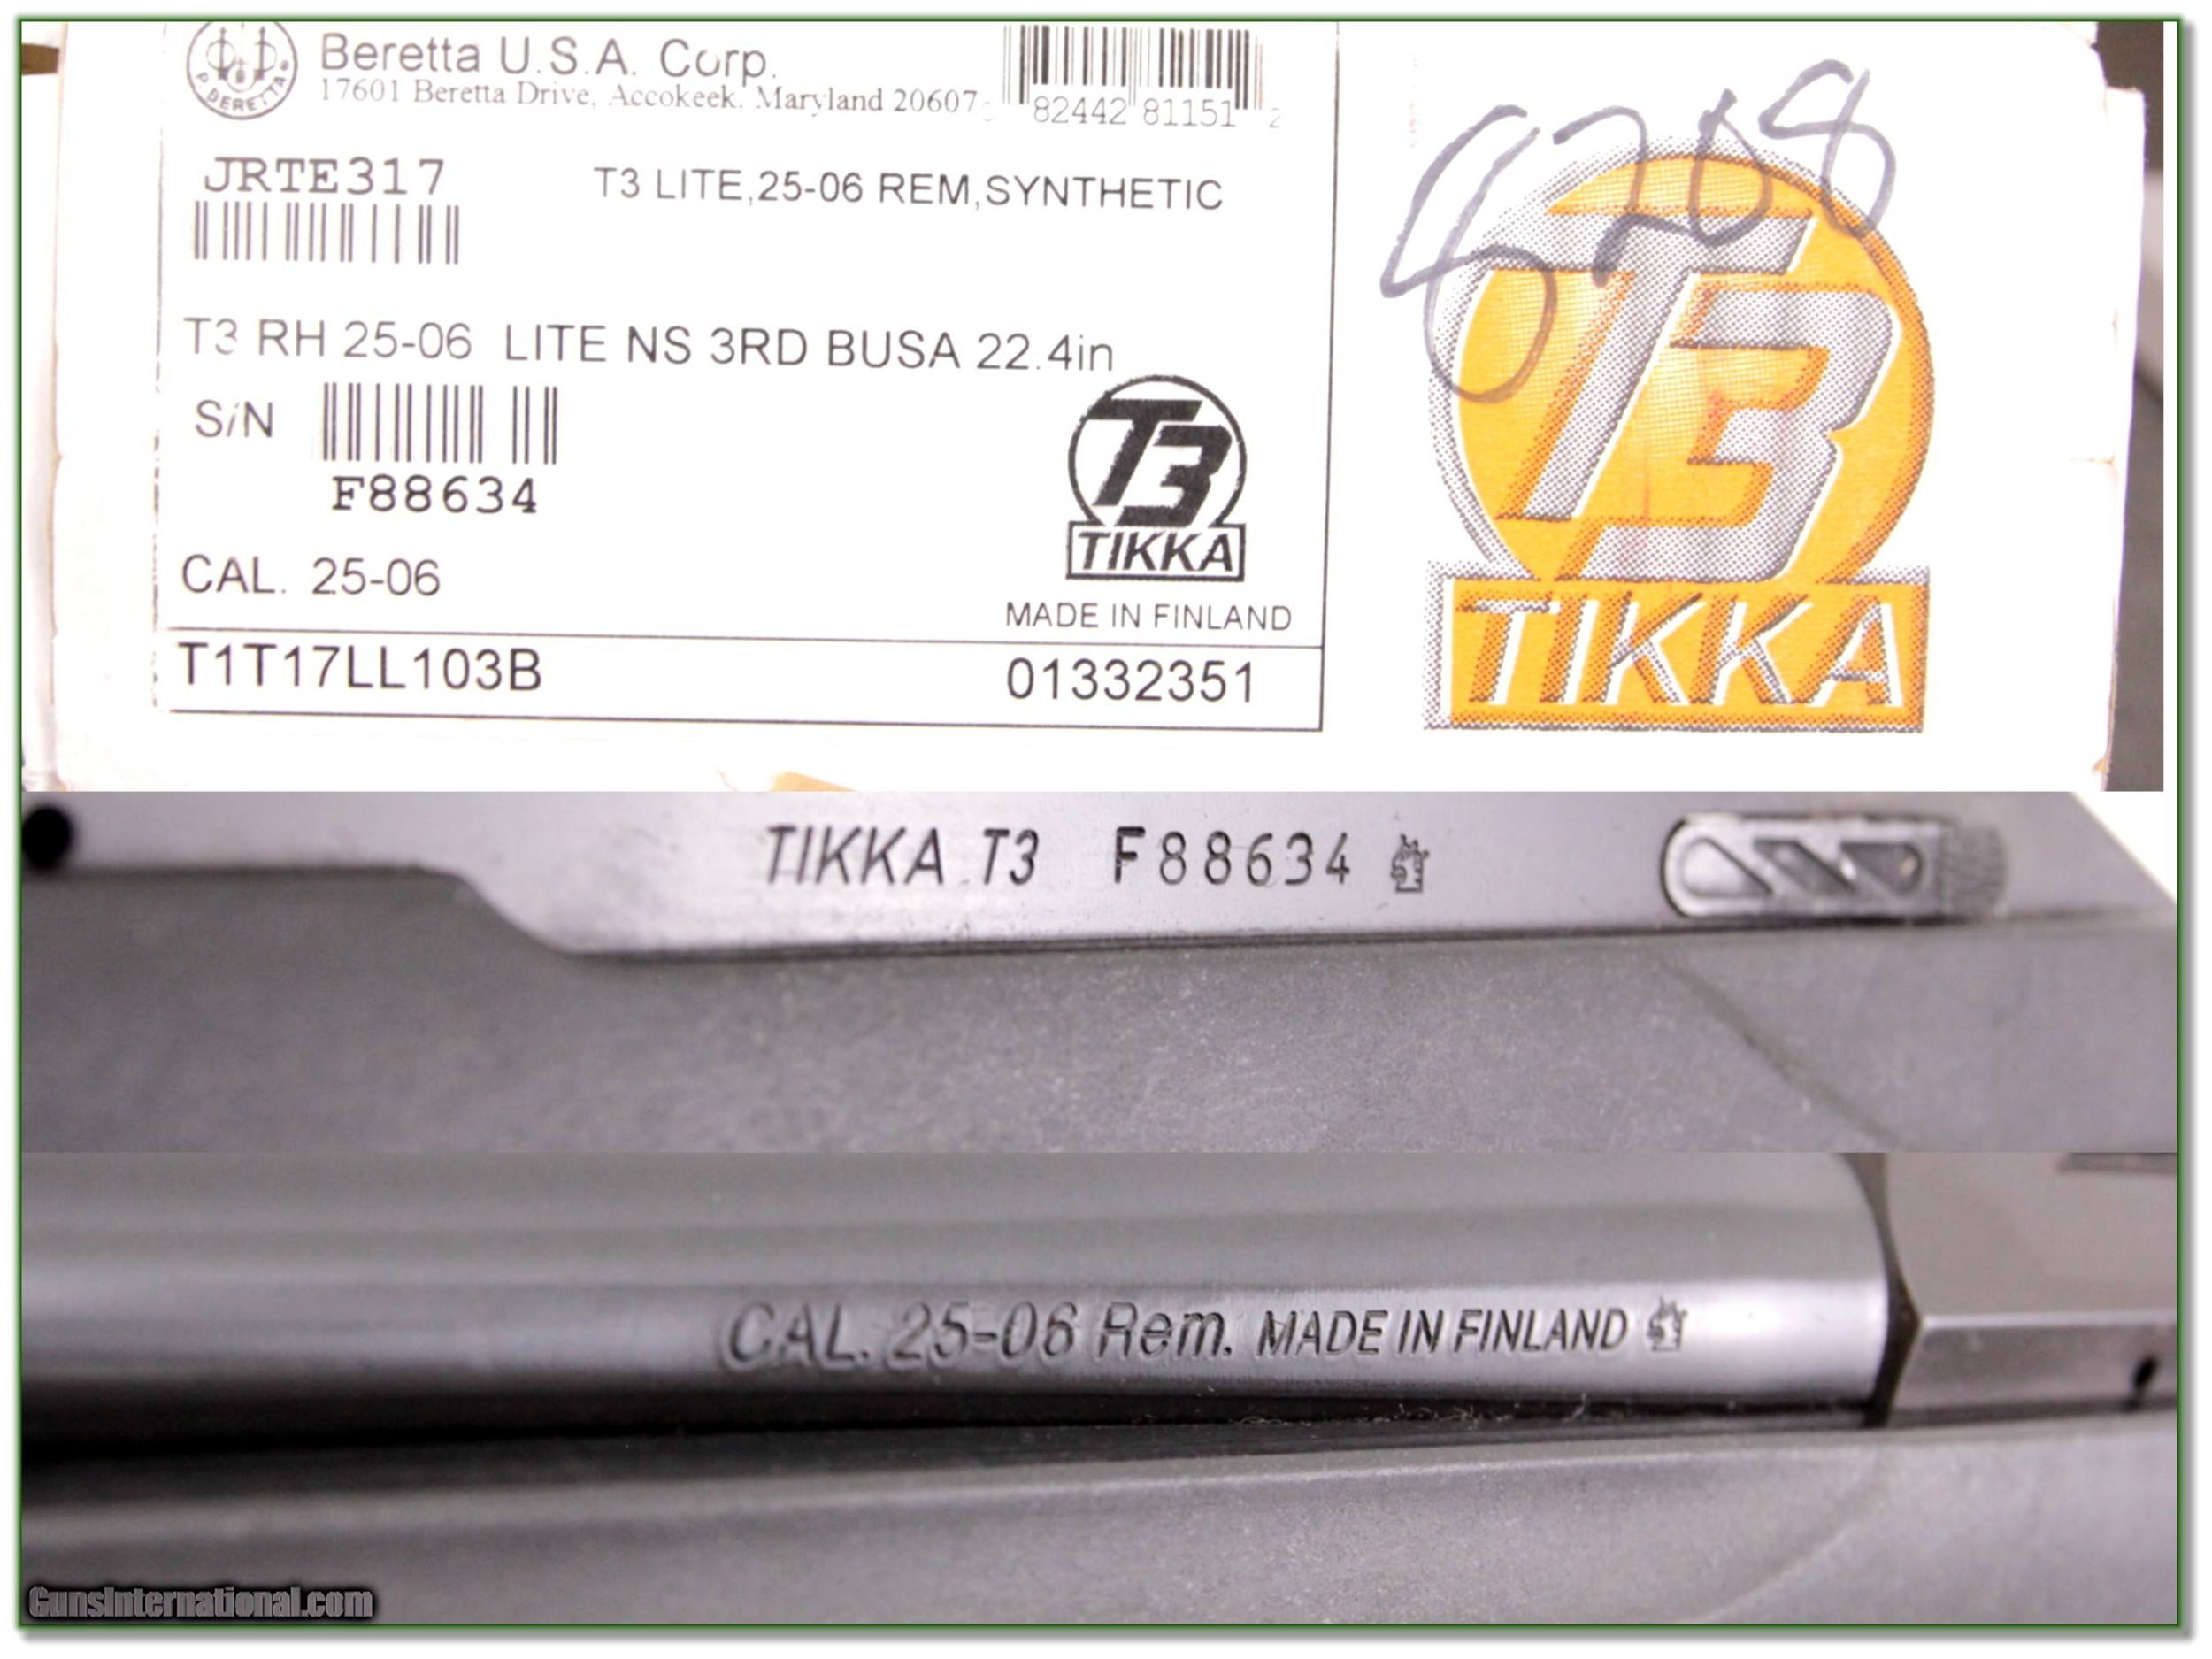 P. BERETTA
Beretta U.S.A. Corp.
17601 Beretta Drive, Accokeek, Maryland 20607
82442 81151 2
JRTE317
T3 LITE,25-06 REM,SYNTHETIC
T3 RH 25-06 LITE NS 3RD BUSA 22.4in
S/N
F88634
T3
TIKKA
CAL. 25-06
MADE IN FINLAND
T1T17LL103B
01332351
T3
TIKKA
TIKKA T3 F88634
CAL. 25-06 Rem. MADE IN FINLAND
GunsInternational.com